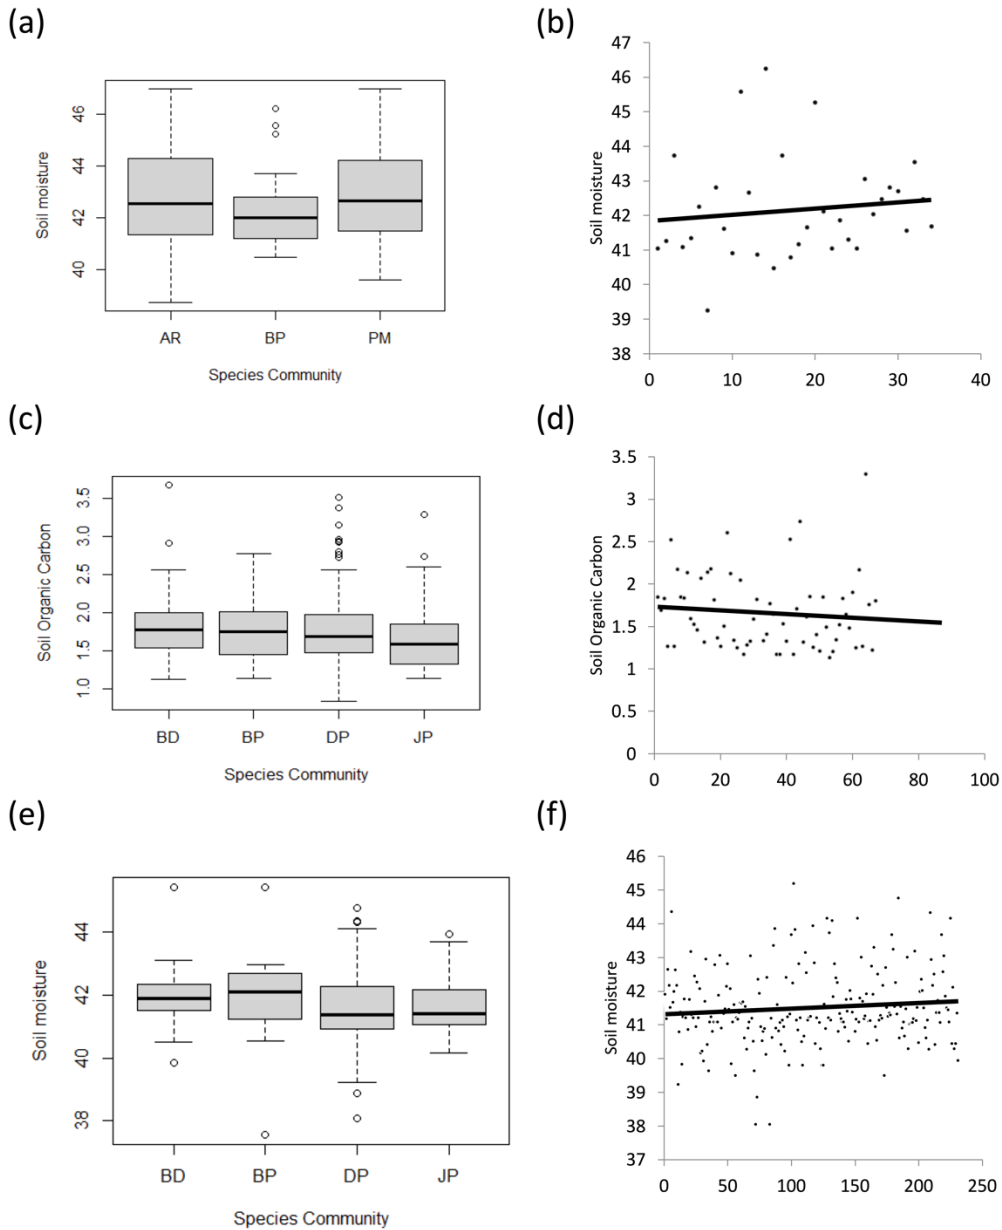 (a)
(b)
Soil moisture
46
44
42
40
AR BP PM
Species Community
Soil moisture
47
46
45
44
43
42
41
40
39
38
0 10 20 30 40
(c)
(d)
Soil Organic Carbon
3.5
1.0
2.0
1.5
1.0
BD BP DP JP
Species Community
Soil Organic Carbon
3.5
3
2.5
2
1.5
1
0.5
0
0 20 40 60 80 100
(e)
(f)
Soil moisture
44
42
40
38
BD BP DP JP
Species Community
Soil moisture
46
45
44
43
42
41
40
39
38
37
0 50 100 150 200 250